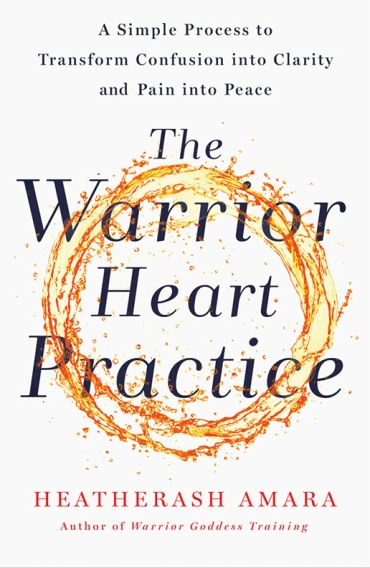 A Simple Process to
Transform Confusion into Clarity
and Pain into Peace
The
Warrior
Heart
Practice
HEATHERASH AMARA
Author of Warrior Goddess Training